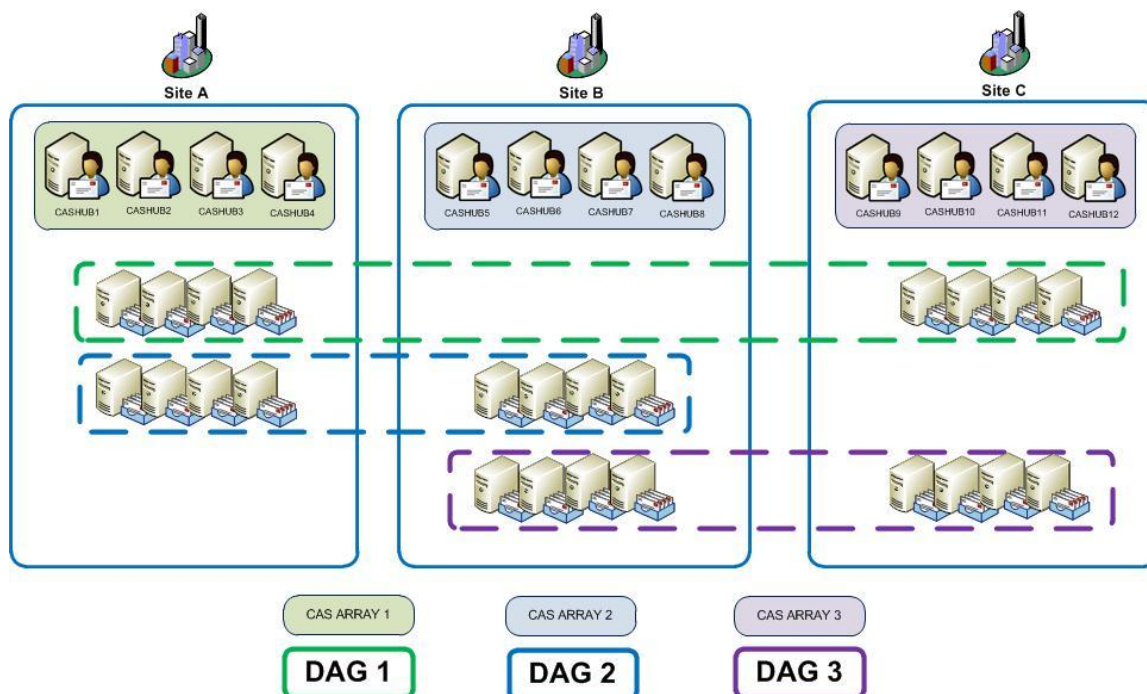 Site A
Site B
Site C
CASHUB1
CASHUB2
CASHUB3
CASHUB4
CASHUB5
CASHUB6
CASHUB7
CASHUB8
CASHUB9
CASHUB10
CASHUB11
CASHUB12
CAS ARRAY 1
CAS ARRAY 2
CAS ARRAY 3
DAG 1
DAG 2
DAG 3